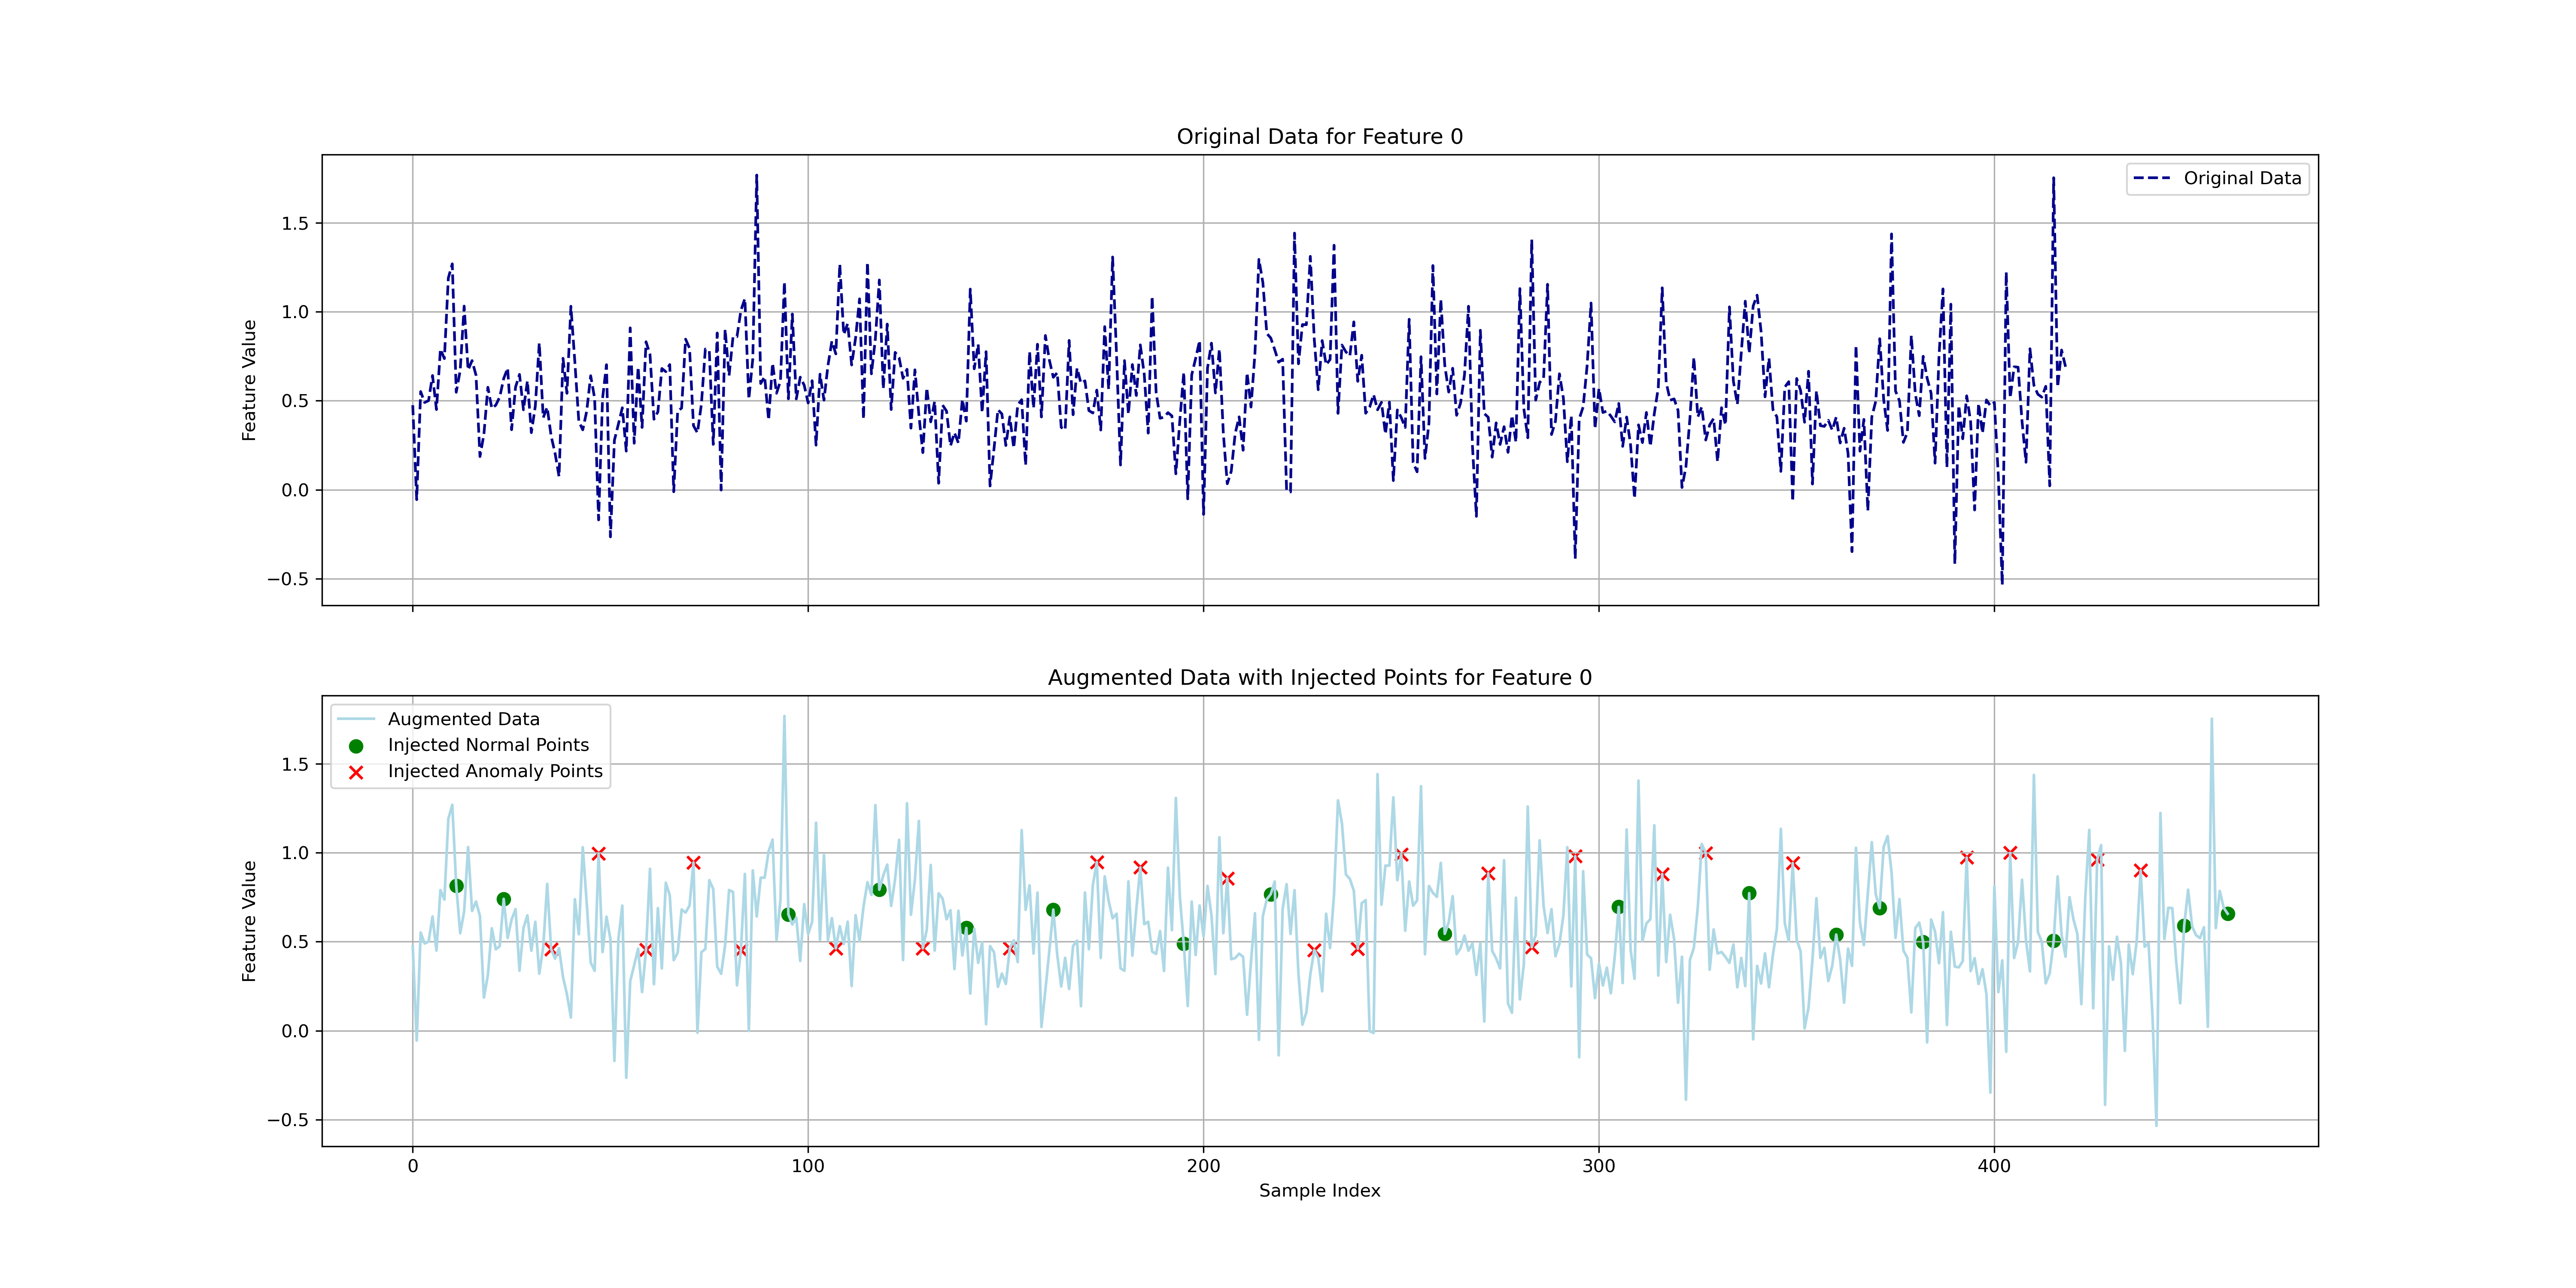 Original Data for Feature 0
Original Data
1.5
1.0
0.5
0.0
−0.5
Feature Value
Augmented Data with Injected Points for Feature 0
Augmented Data
Injected Normal Points
Injected Anomaly Points
1.5
1.0
0.5
0.0
−0.5
Feature Value
0 100 200 300 400
Sample Index